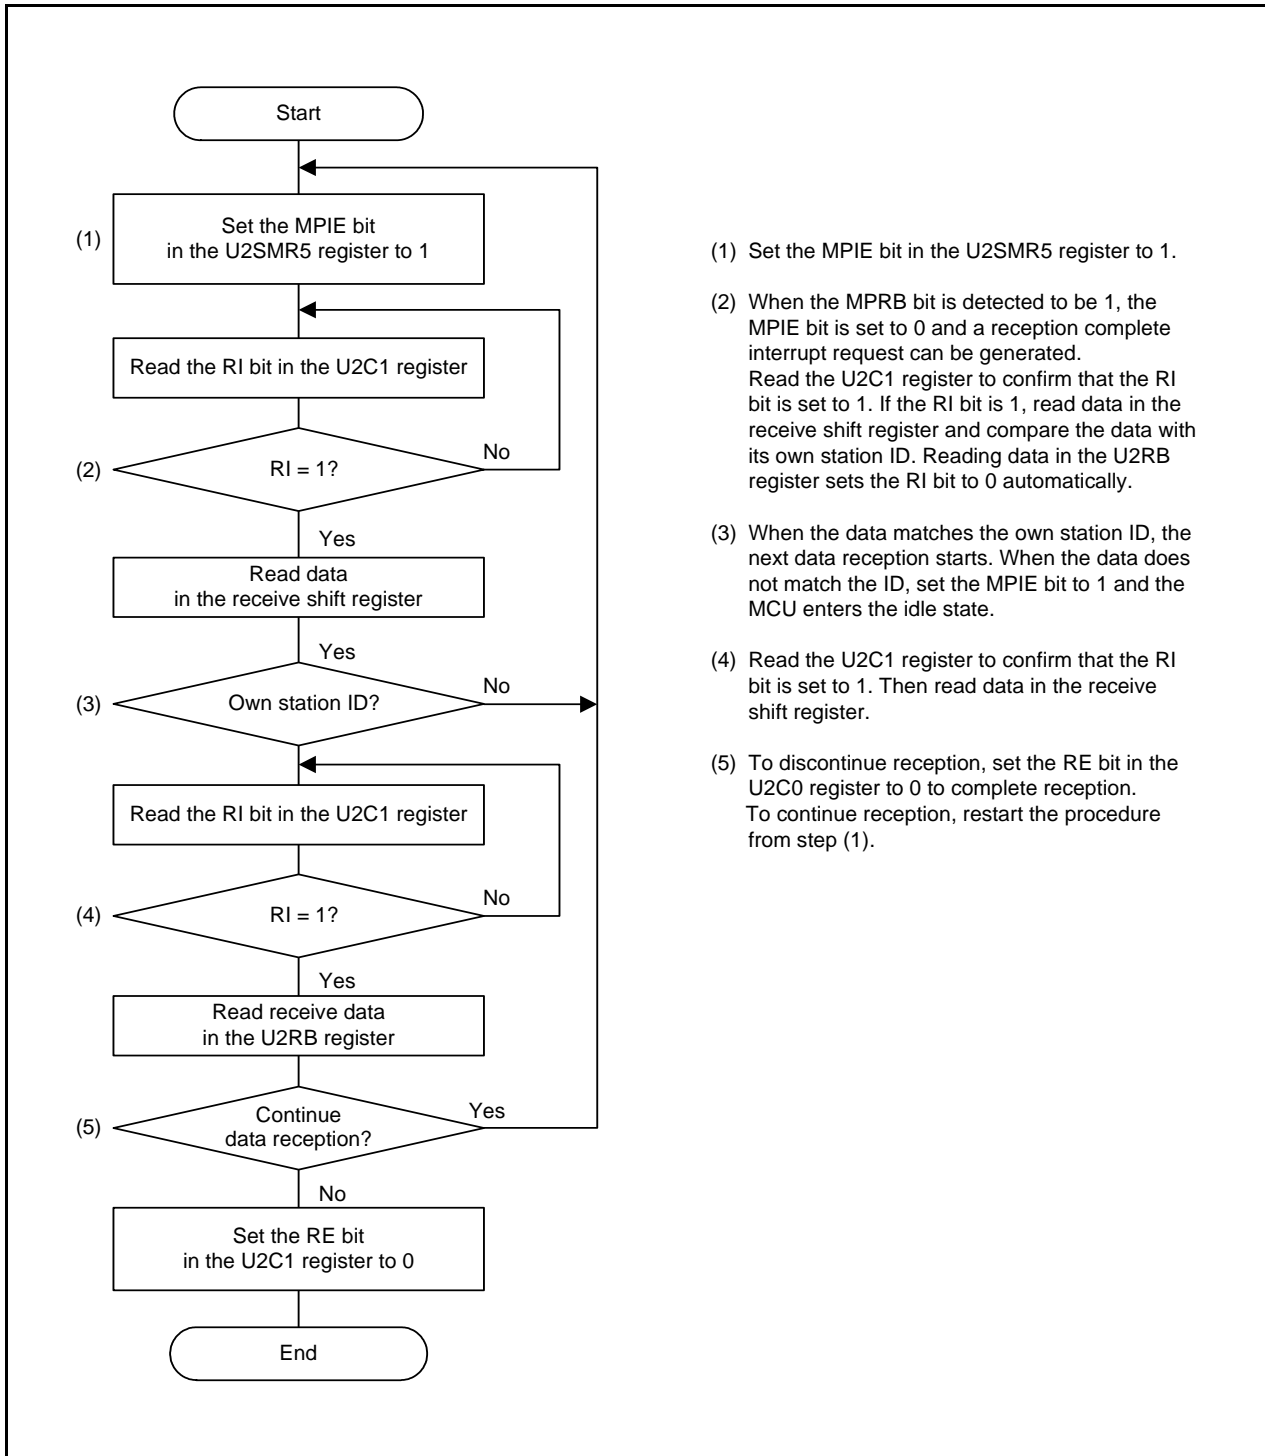 Start
(1)
Set the MPIE bit
in the U2SMR5 register to 1
Read the RI bit in the U2C1 register
(2)
RI = 1?
No
Yes
Read data
in the receive shift register
Yes
(3)
Own station ID?
No
Read the RI bit in the U2C1 register
(4)
RI = 1?
No
Yes
Read receive data
in the U2RB register
(5)
Continue
data reception?
Yes
No
Set the RE bit
in the U2C1 register to 0
End
(1) Set the MPIE bit in the U2SMR5 register to 1.
(2) When the MPRB bit is detected to be 1, the
MPIE bit is set to 0 and a reception complete
interrupt request can be generated.
Read the U2C1 register to confirm that the RI
bit is set to 1. If the RI bit is 1, read data in the
receive shift register and compare the data with
its own station ID. Reading data in the U2RB
register sets the RI bit to 0 automatically.
(3) When the data matches the own station ID, the
next data reception starts. When the data does
not match the ID, set the MPIE bit to 1 and the
MCU enters the idle state.
(4) Read the U2C1 register to confirm that the RI
bit is set to 1. Then read data in the receive
shift register.
(5) To discontinue reception, set the RE bit in the
U2C0 register to 0 to complete reception.
To continue reception, restart the procedure
from step (1).